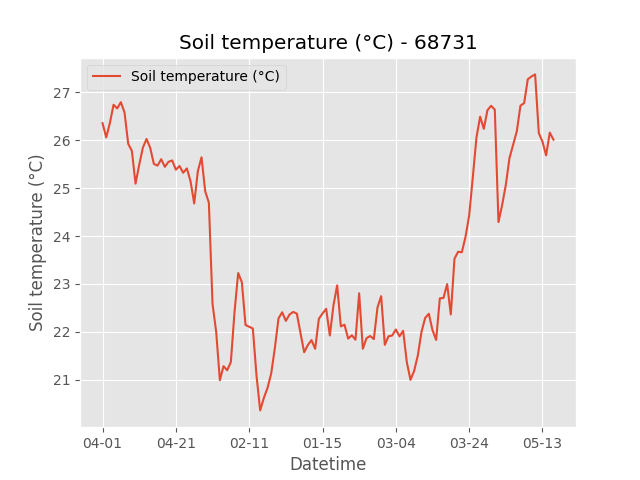 Soil temperature (°C) - 68731
Soil temperature (°C)
Soil temperature (°C)
27
26
25
24
23
22
21
04-01 04-21 02-11 01-15 03-04 03-24 05-13
Datetime